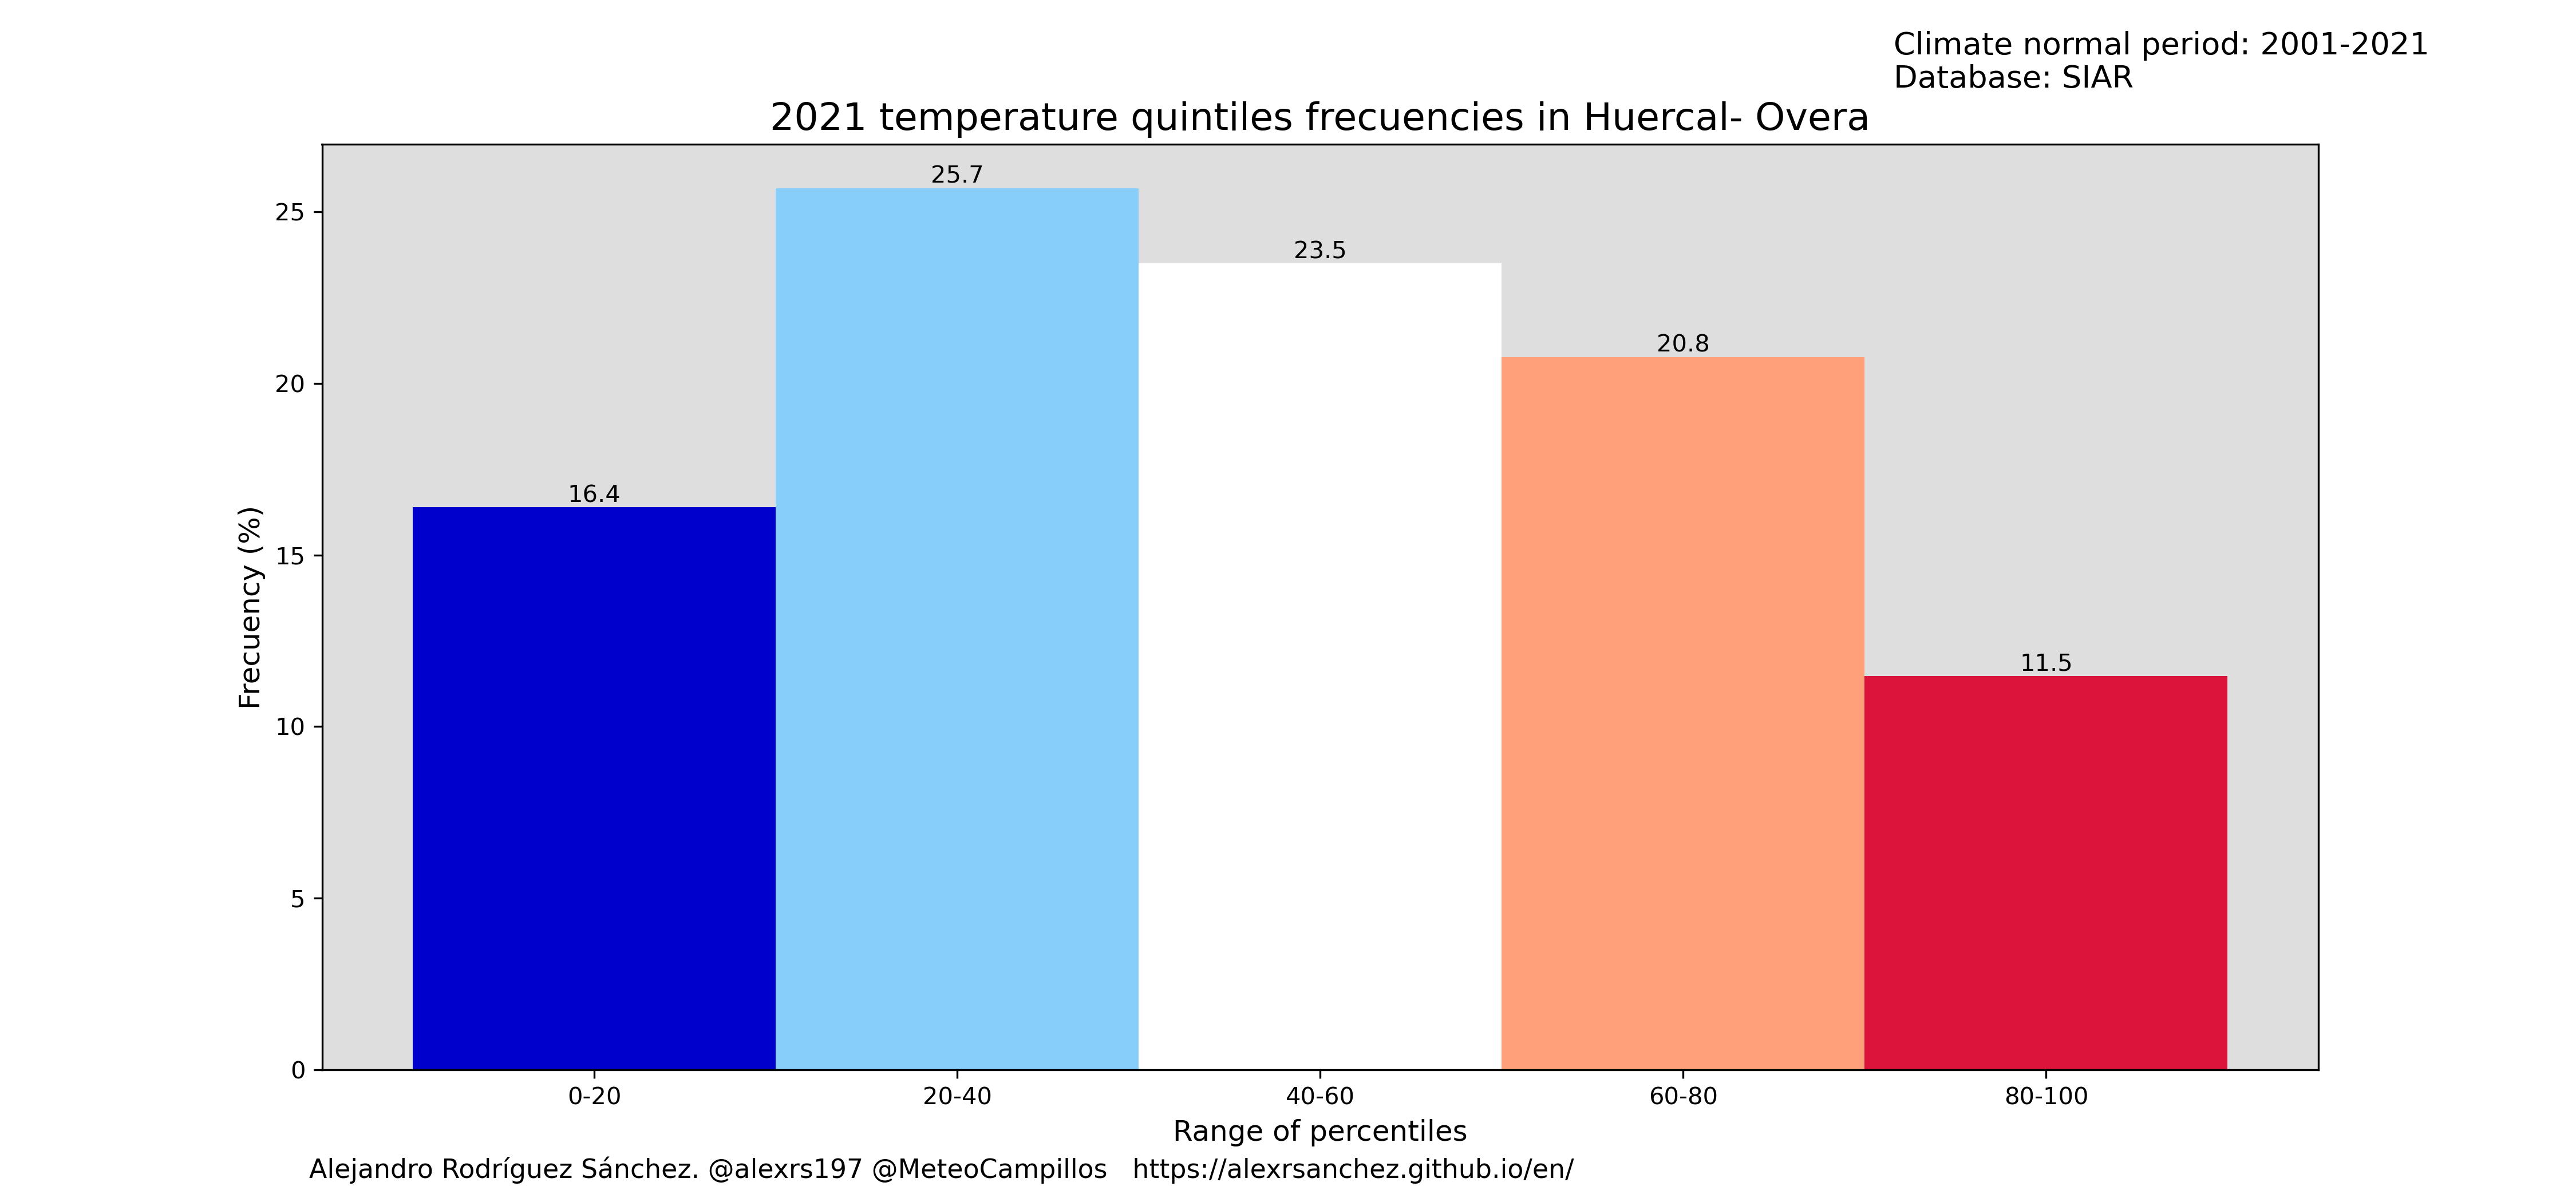 Climate normal period: 2001-2021
Database: SIAR
2021 temperature quintiles frecuencies in Huercal- Overa
25.7
23.5
20.8
16.4
11.5
Frecuency (%)
25
20
15
10
5
0
0-20 20-40 40-60 60-80 80-100
Range of percentiles
Alejandro Rodríguez Sánchez. @alexrs197 @MeteoCampillos https://alexrsanchez.github.io/en/